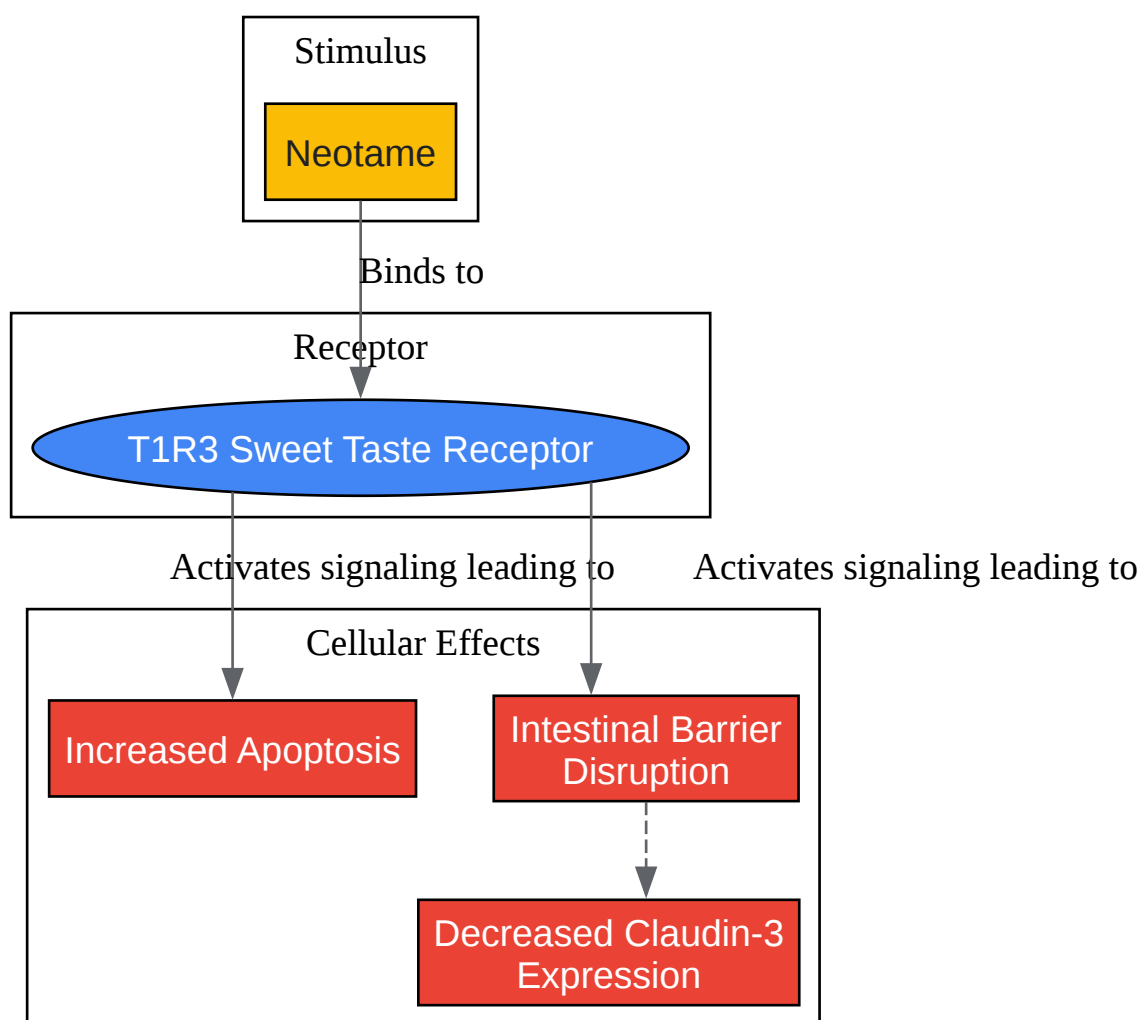 Stimulus
Neotame
Binds to
Receptor
T1R3 Sweet Taste Receptor
Activates signaling leading to
Activates signaling leading to
Cellular Effects
Increased Apoptosis
Intestinal Barrier
Disruption
Decreased Claudin-3
Expression